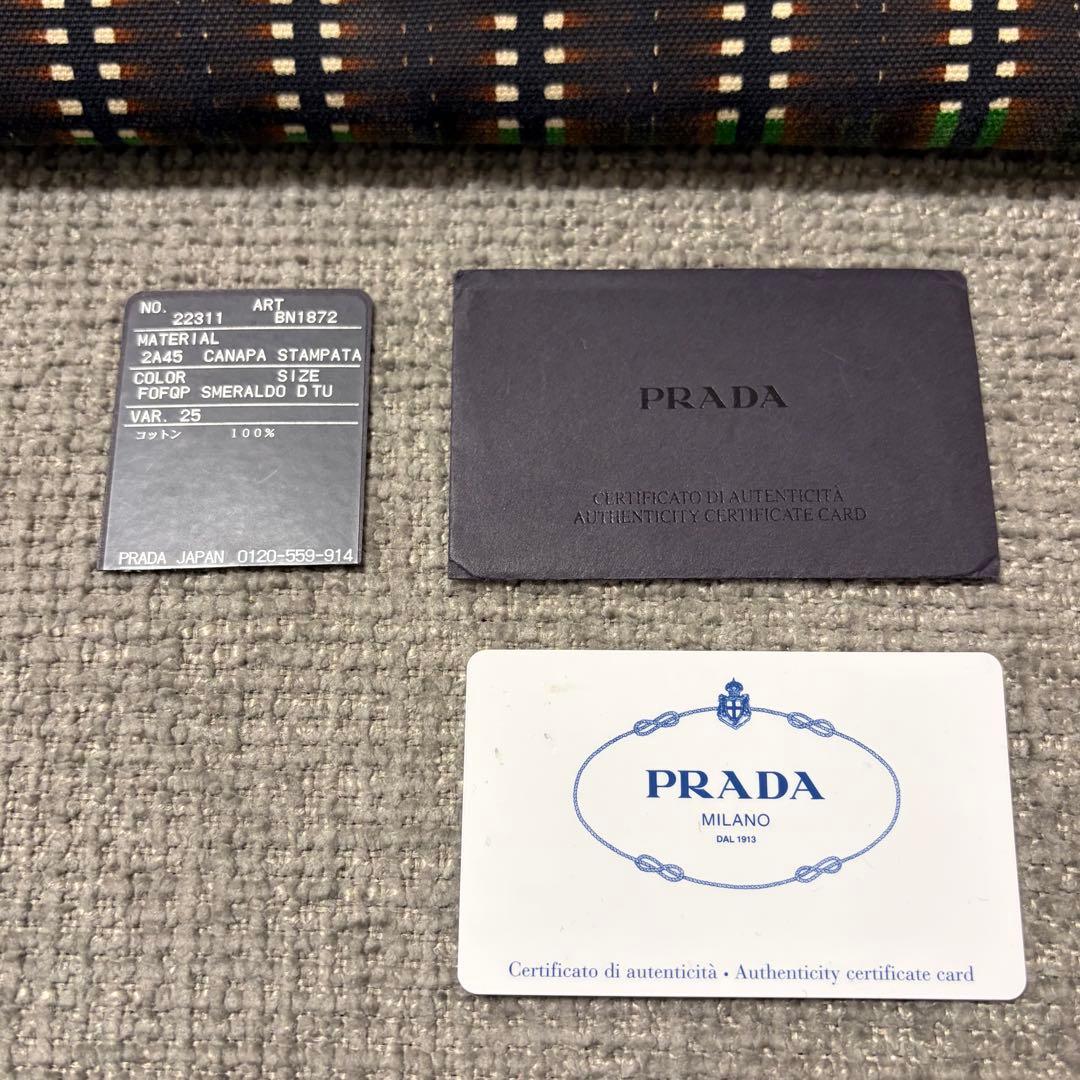 NO. ART
22311 BN1872
MATERIAL
2A45 CANAPA STAMPATA
COLOR SIZE
F0FQP SMERALDO D TU
VAR. 25
コットン 100%
PRADA JAPAN 0120-559-914
PRADA
CERTIFICATO DI AUTENTICITÀ
AUTHENTICITY CERTIFICATE CARD
PRADA
MILANO
DAL 1913
Certificato di autenticità • Authenticity certificate card